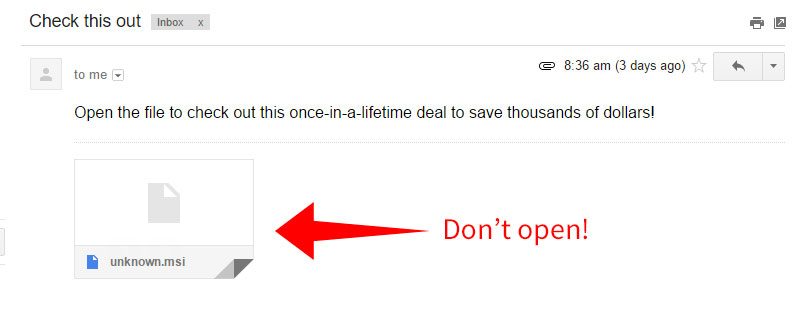 Check this out Inbox x
8:36 am (3 days ago)
to me
Open the file to check out this once-in-a-lifetime deal to save thousands of dollars!
Don’t open!
unknown.msi